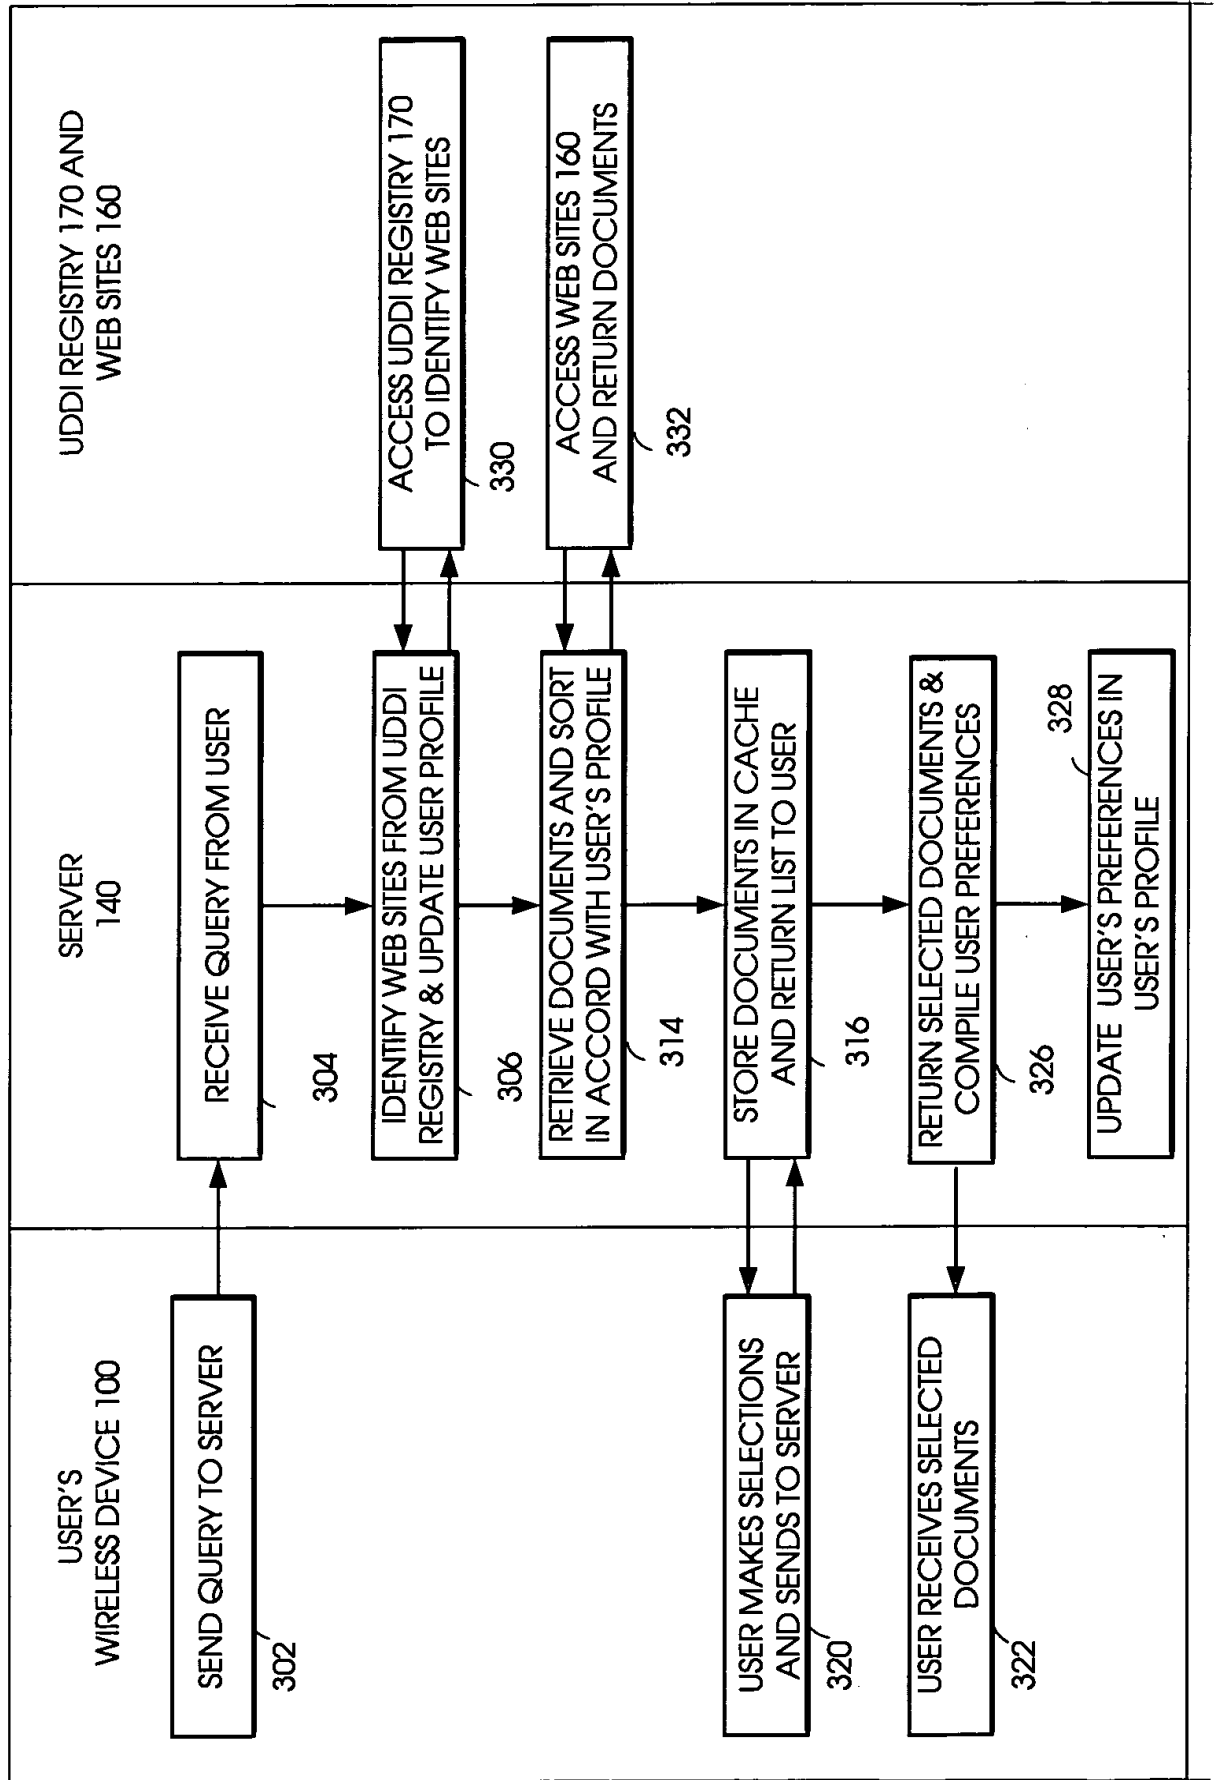 USER'S
WIRELESS DEVICE 100
SERVER
140
UDDI REGISTRY 170 AND
WEB SITES 160
SEND QUERY TO SERVER
302
RECEIVE QUERY FROM USER
304
IDENTIFY WEB SITES FROM UDDI
REGISTRY & UPDATE USER PROFILE
306
ACCESS UDDI REGISTRY 170
TO IDENTIFY WEB SITES
330
RETRIEVE DOCUMENTS AND SORT
IN ACCORD WITH USER'S PROFILE
314
ACCESS WEB SITES 160
AND RETURN DOCUMENTS
332
USER MAKES SELECTIONS
AND SENDS TO SERVER
320
STORE DOCUMENTS IN CACHE
AND RETURN LIST TO USER
316
USER RECEIVES SELECTED
DOCUMENTS
322
RETURN SELECTED DOCUMENTS &
COMPILE USER PREFERENCES
326
328
UPDATE USER'S PREFERENCES IN
USER'S PROFILE